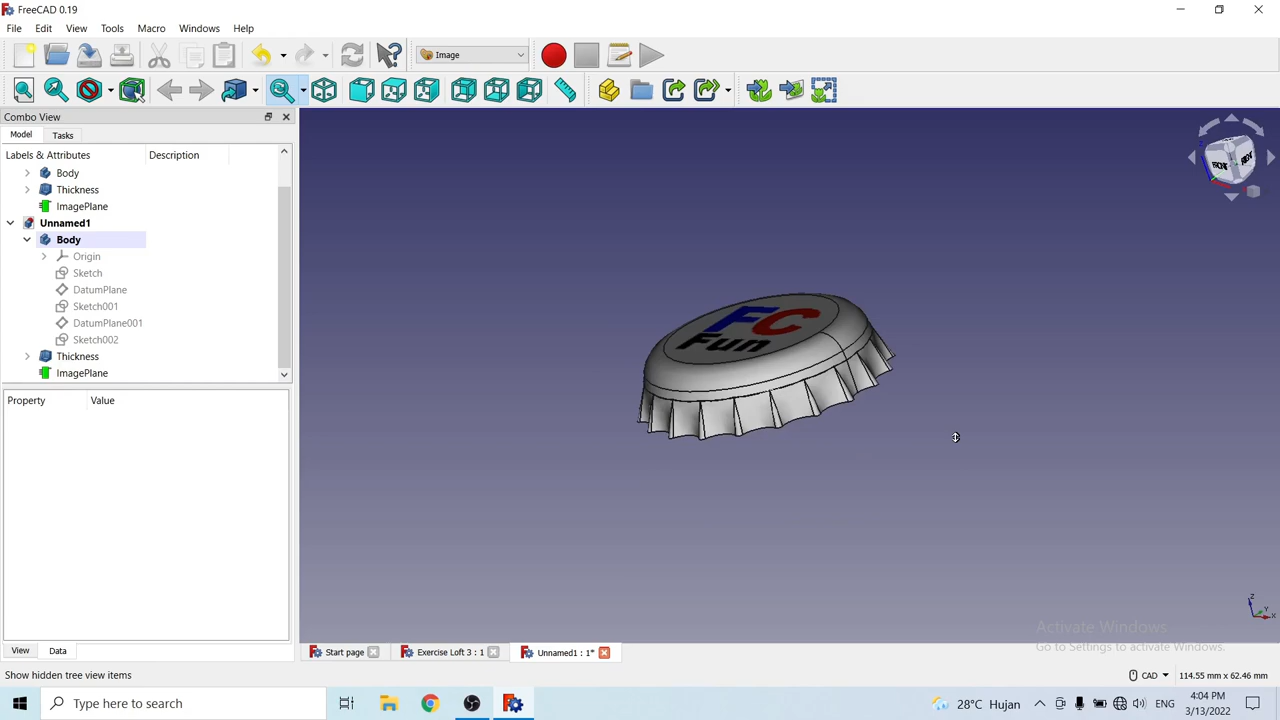 FreeCAD 0.19
File Edit View Tools Macro Windows Help
Image
Combo View
Model Tasks
Labels & Attributes Description
Body
Thickness
ImagePlane
Unnamed1
Body
Origin
Sketch
DatumPlane
Sketch001
DatumPlane001
Sketch002
Thickness
ImagePlane
Property Value
FC
Fun
FRONT
Z
Y
X
Activate Windows
Go to Settings to activate Windows.
View Data
Start page Exercise Loft 3 : 1 Unnamed1 : 1*
Show hidden tree view items
CAD 114.55 mm x 62.46 mm
Type here to search
28°C Hujan
ENG
4:04 PM
3/13/2022